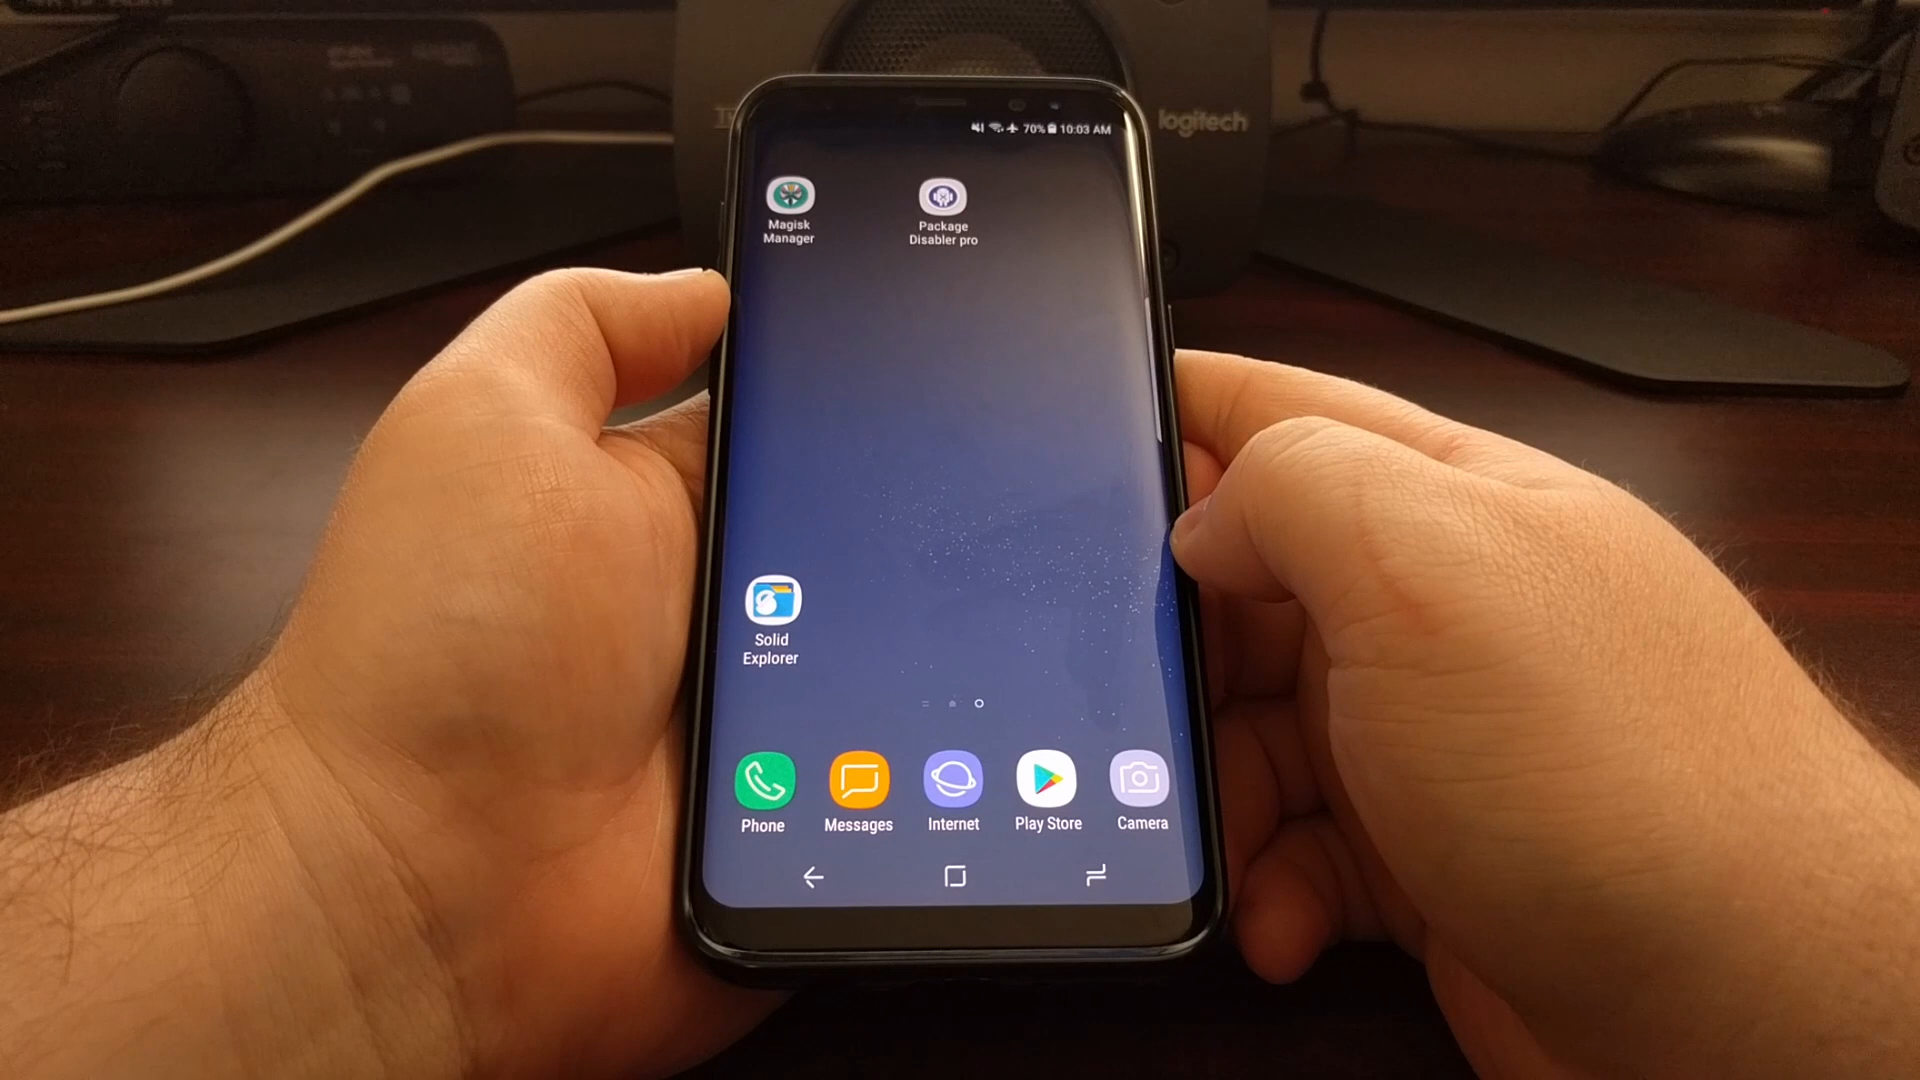 logitech
70% 10:03 AM
Magisk
Manager
Package
Disabler pro
Solid
Explorer
Phone
Messages
Internet
Play Store
Camera